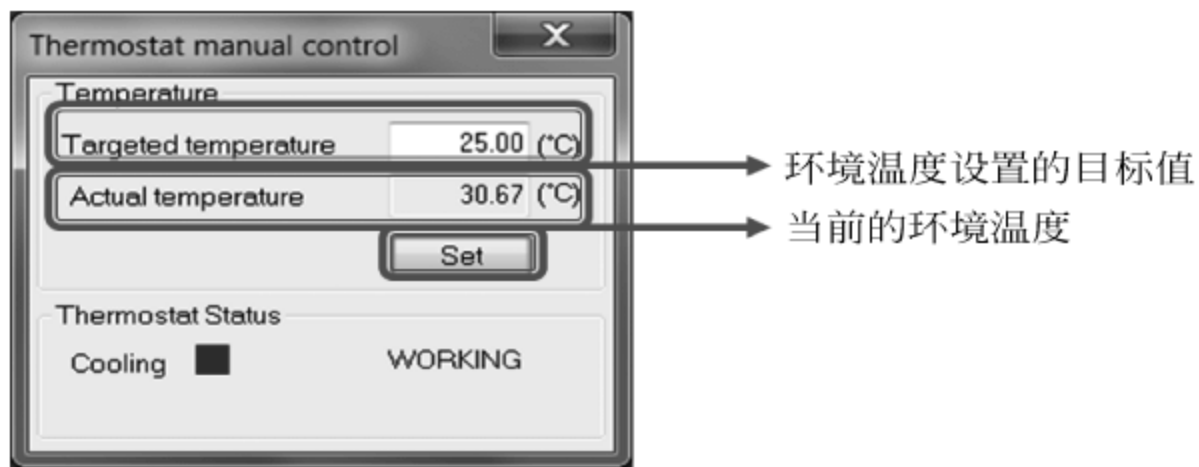 Thermostat manual control
Temperature
Targeted temperature 25.00 (°C)
环境温度设置的目标值
Actual temperature 30.67 (°C)
当前的环境温度
Set
Thermostat Status
Cooling WORKING